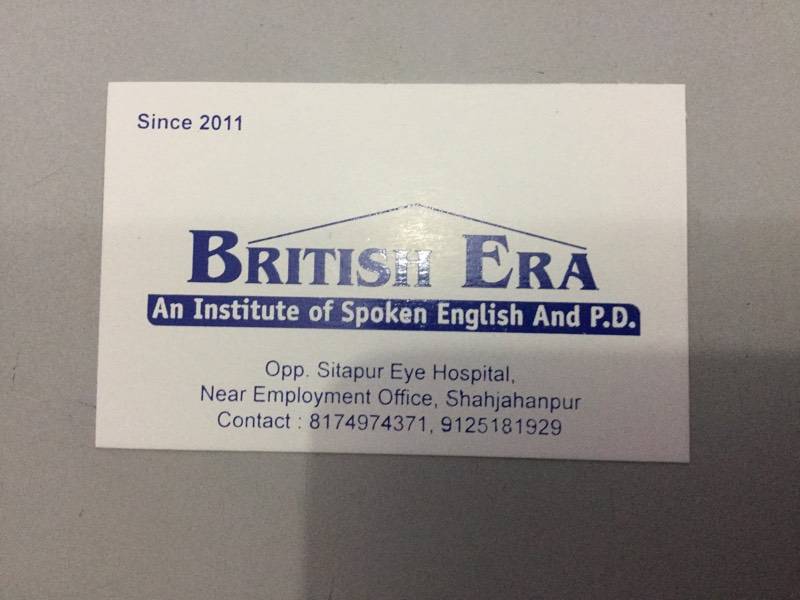 Since 2011
BRITISH ERA
An Institute of Spoken English And P.D.
Opp. Sitapur Eye Hospital,
Near Employment Office, Shahjahanpur
Contact : 8174974371, 9125181929